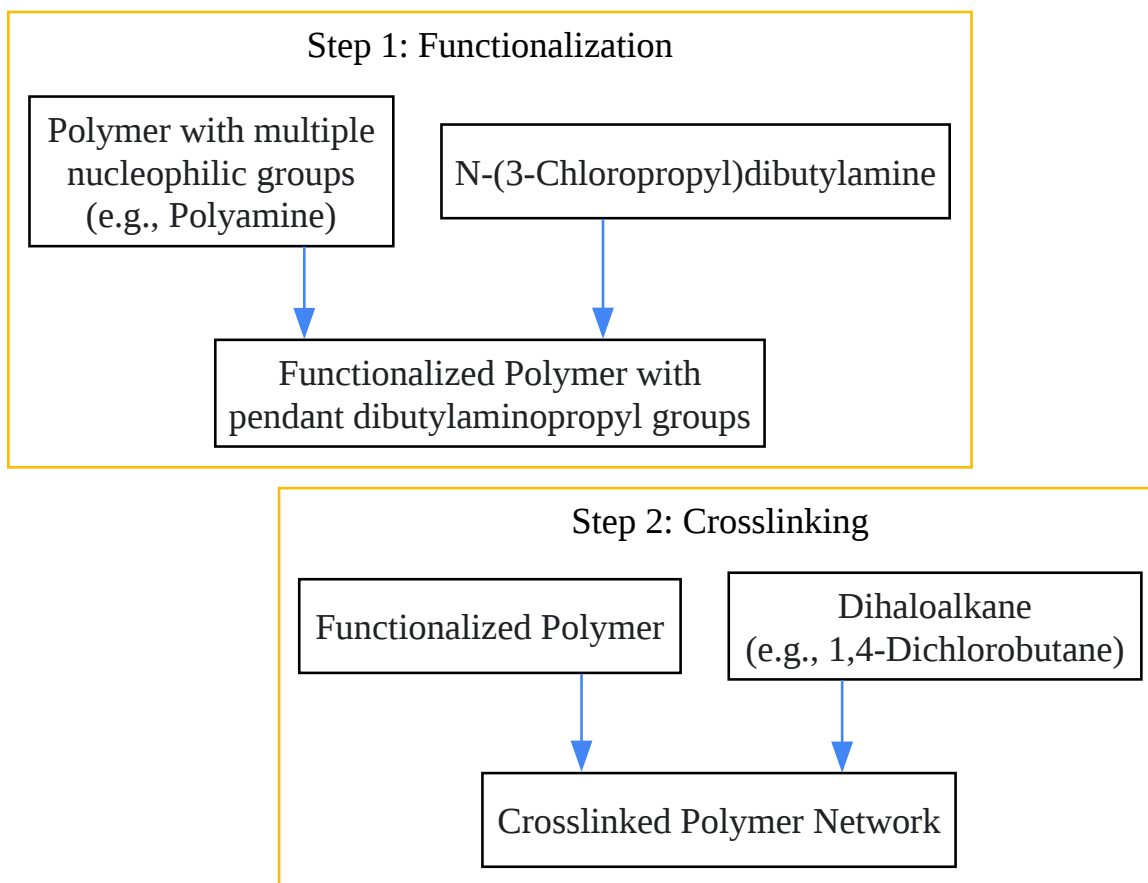 Step 1: Functionalization
Polymer with multiple
nucleophilic groups
(e.g., Polyamine)
N-(3-Chloropropyl)dibutylamine
Functionalized Polymer with
pendant dibutylaminopropyl groups
Step 2: Crosslinking
Functionalized Polymer
Dihaloalkane
(e.g., 1,4-Dichlorobutane)
Crosslinked Polymer Network